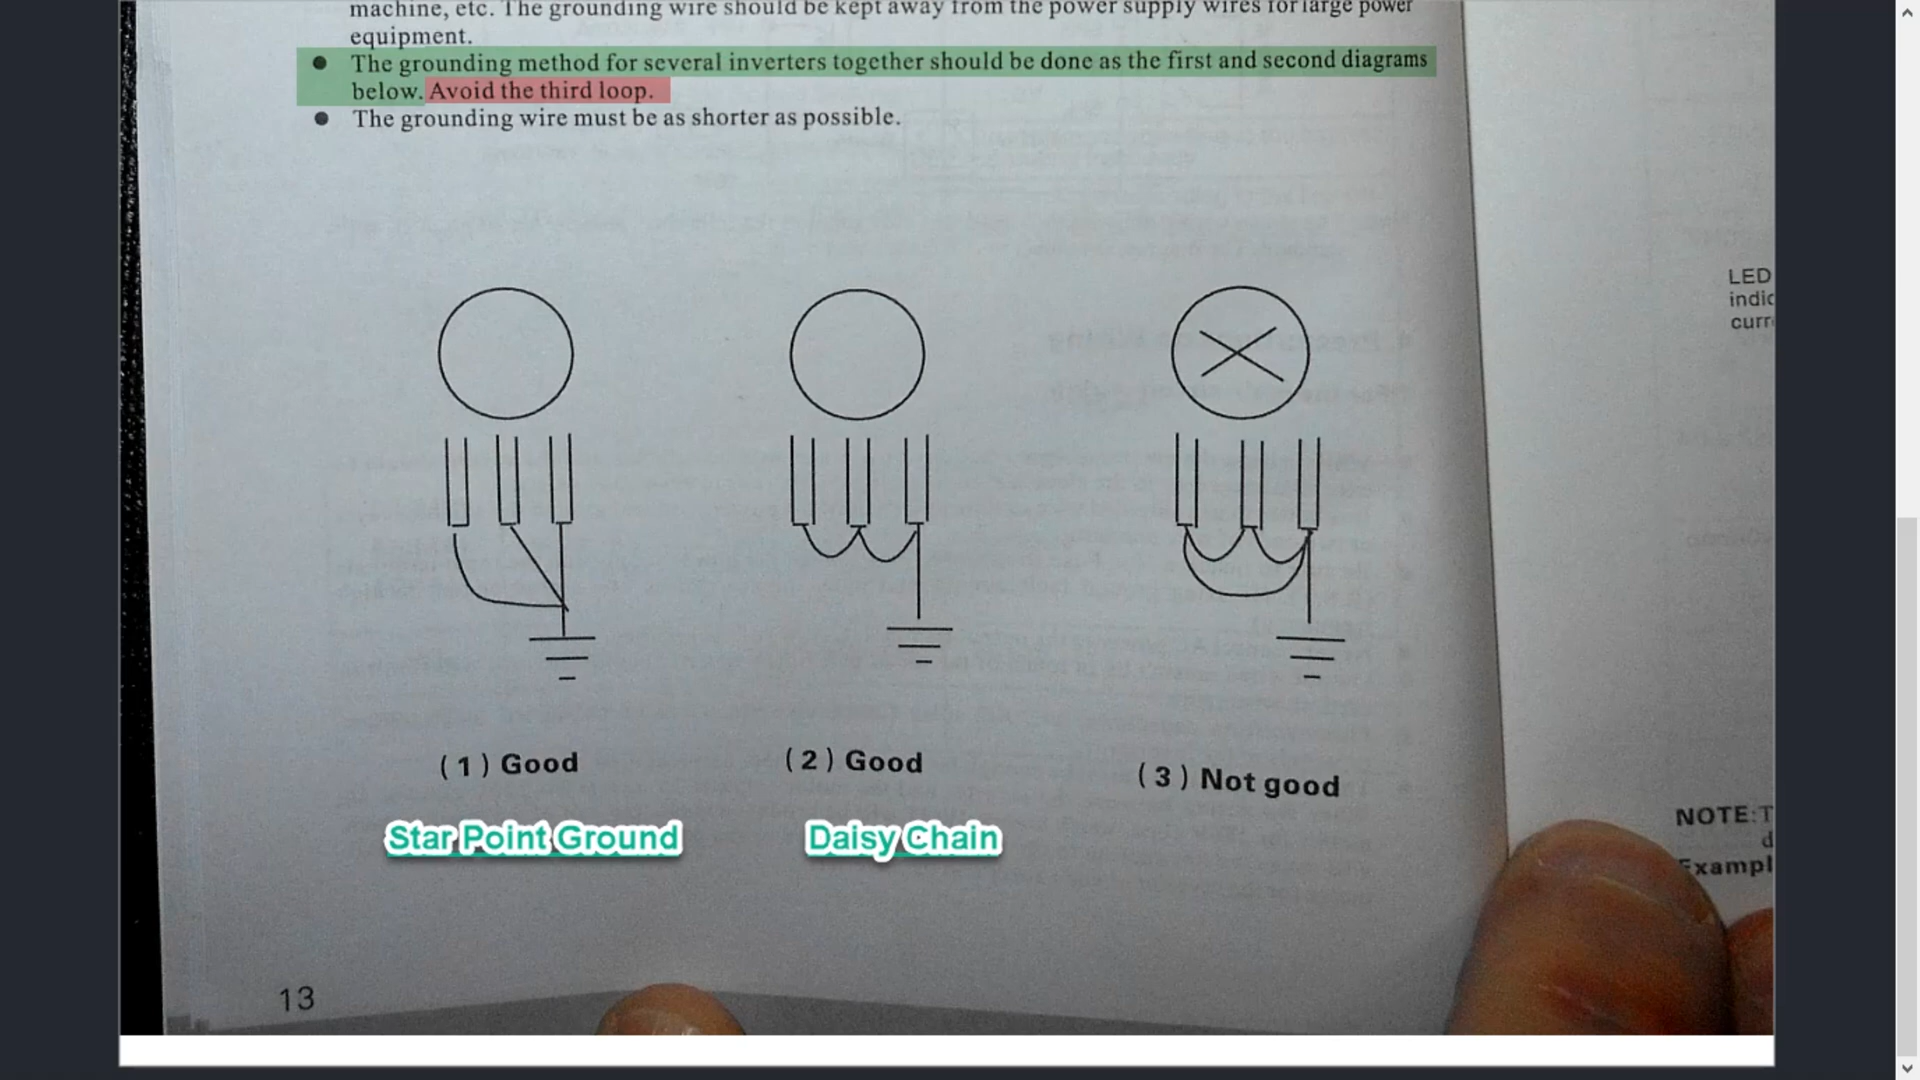 machine, etc. The grounding wire should be kept away from the power supply wires for large power
equipment.
● The grounding method for several inverters together should be done as the first and second diagrams
below. Avoid the third loop.
● The grounding wire must be as shorter as possible.
LED
indic
curr
( 1 ) Good
( 2 ) Good
( 3 ) Not good
Star Point Ground
Daisy Chain
NOTE:T
d
Exampl
13